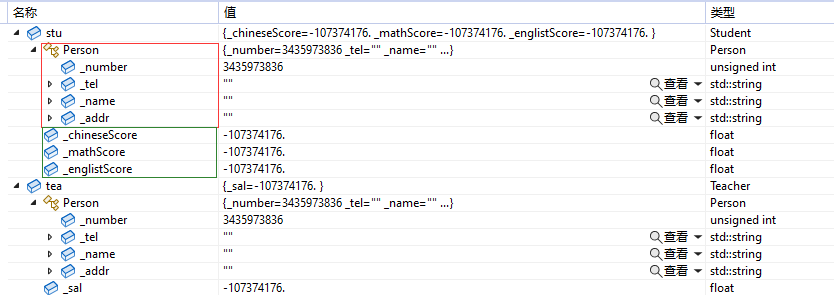 名称 值 类型
stu {_chineseScore=-107374176. _mathScore=-107374176. _englistScore=-107374176. } Student
Person {_number=3435973836 _tel="" _name="" ...} Person
_number 3435973836 unsigned int
_tel "" 查看 std::string
_name "" 查看 std::string
_addr "" 查看 std::string
_chineseScore -107374176. float
_mathScore -107374176. float
_englistScore -107374176. float
tea {_sal=-107374176. } Teacher
Person {_number=3435973836 _tel="" _name="" ...} Person
_number 3435973836 unsigned int
_tel "" 查看 std::string
_name "" 查看 std::string
_addr "" 查看 std::string
_sal -107374176. float